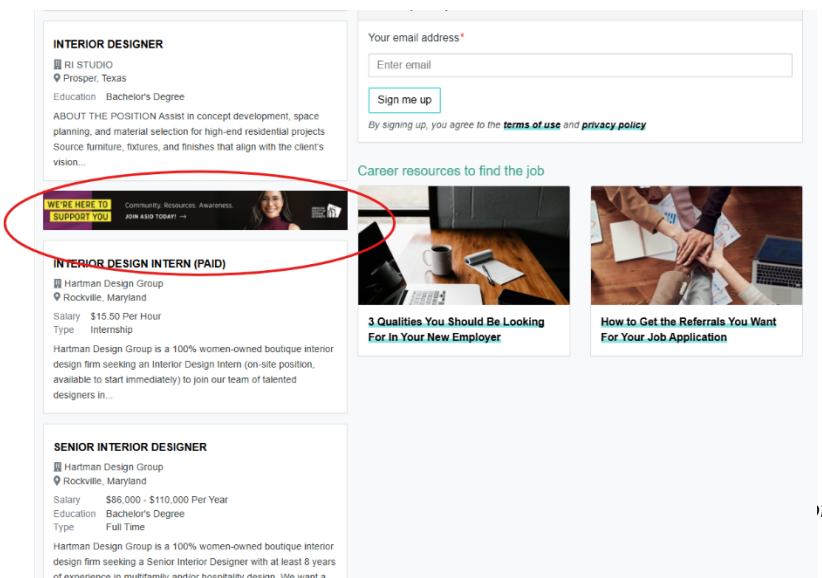 INTERIOR DESIGNER
RI STUDIO
Prosper, Texas
Education Bachelor's Degree
ABOUT THE POSITION Assist in concept development, space
planning, and material selection for high-end residential projects
Source furniture, fixtures, and finishes that align with the client's
vision...
WE'RE HERE TO
SUPPORT YOU
Community. Resources. Awareness.
JOIN ASID TODAY! →
INTERIOR DESIGN INTERN (PAID)
Hartman Design Group
Rockville, Maryland
Salary $15.50 Per Hour
Type Internship
Hartman Design Group is a 100% women-owned boutique interior
design firm seeking an Interior Design Intern (on-site position,
available to start immediately) to join our team of talented
designers in...
SENIOR INTERIOR DESIGNER
Hartman Design Group
Rockville, Maryland
Salary $86,000 - $110,000 Per Year
Education Bachelor's Degree
Type Full Time
Hartman Design Group is a 100% women-owned boutique interior
design firm seeking a Senior Interior Designer with at least 8 years
of experience in multifamily and/or hospitality design. We want a
Your email address*
Enter email
Sign me up
By signing up, you agree to the terms of use and privacy policy
Career resources to find the job
3 Qualities You Should Be Looking
For In Your New Employer
How to Get the Referrals You Want
For Your Job Application